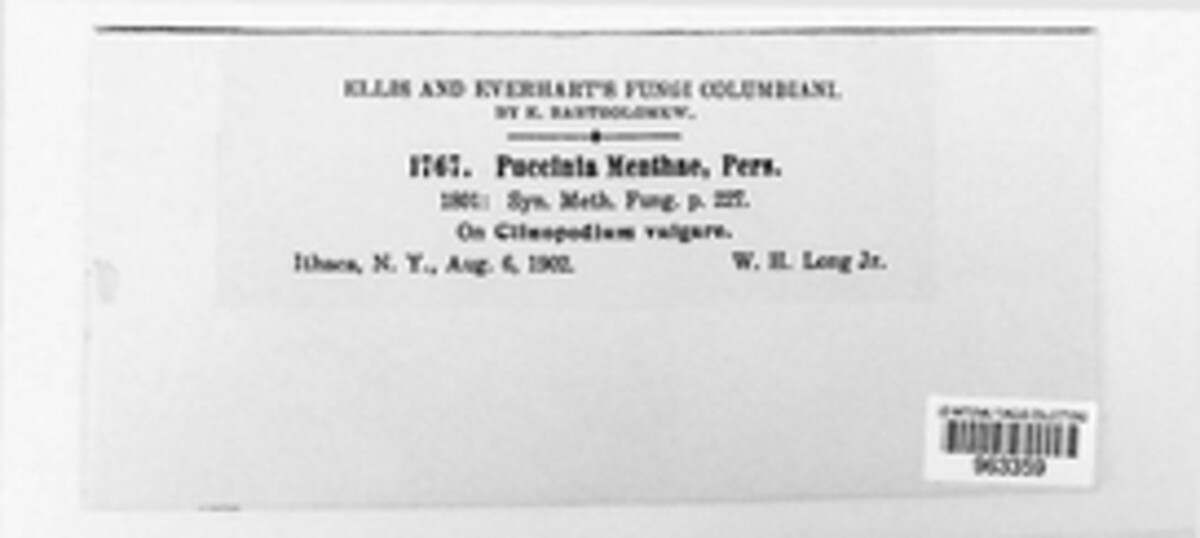 ELLIS AND EVERHART'S FUNGI COLUMBIANI.
BY E. BARTHOLOMEW.
1767. Puccinia Menthae, Pers.
1801: Syn. Meth. Fung. p. 227.
On Clinopodium vulgare.
Ithaca, N. Y., Aug. 6, 1902. W. H. Long Jr.
963359